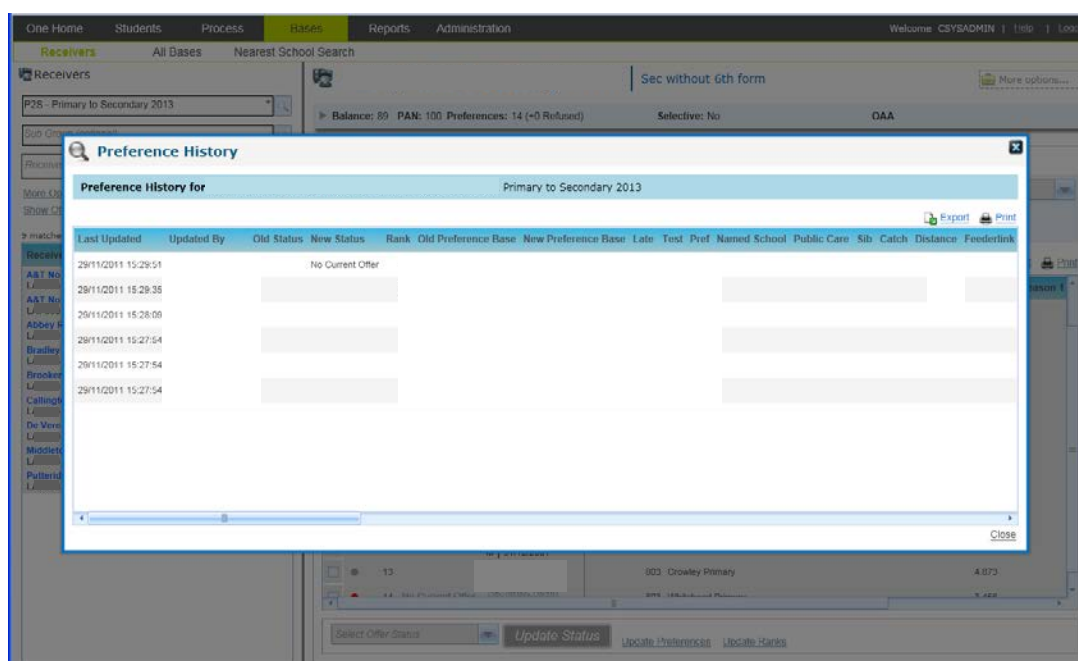 One Home Students Process Bases Reports Administration Welcome CSYSADMIN | Help |
Receivers All Bases Nearest School Search
Receivers
Sec without 6th form
More options...
P2S - Primary to Secondary 2013 *
Balance: 89 PAN: 100 Preferences: 14 (+0 Refused) Selective: No OAA
Preference History
Preference History for Primary to Secondary 2013
Export Print
Last Updated Updated By Old Status New Status Rank Old Preference Base New Preference Base Late Test Pref Named School Public Care Sib Catch Distance Feederlink
29/11/2011 15:29:51 No Current Offer
29/11/2011 15:29:35
29/11/2011 15:28:09
29/11/2011 15:27:54
29/11/2011 15:27:54
29/11/2011 15:27:54
A&T No
A&T No
Abbey
Bradley
Brooker
De Vere
Close
13 803 Crowley Primary 4.873
Select Offer Status Update Status Update Preferences Update Ranks